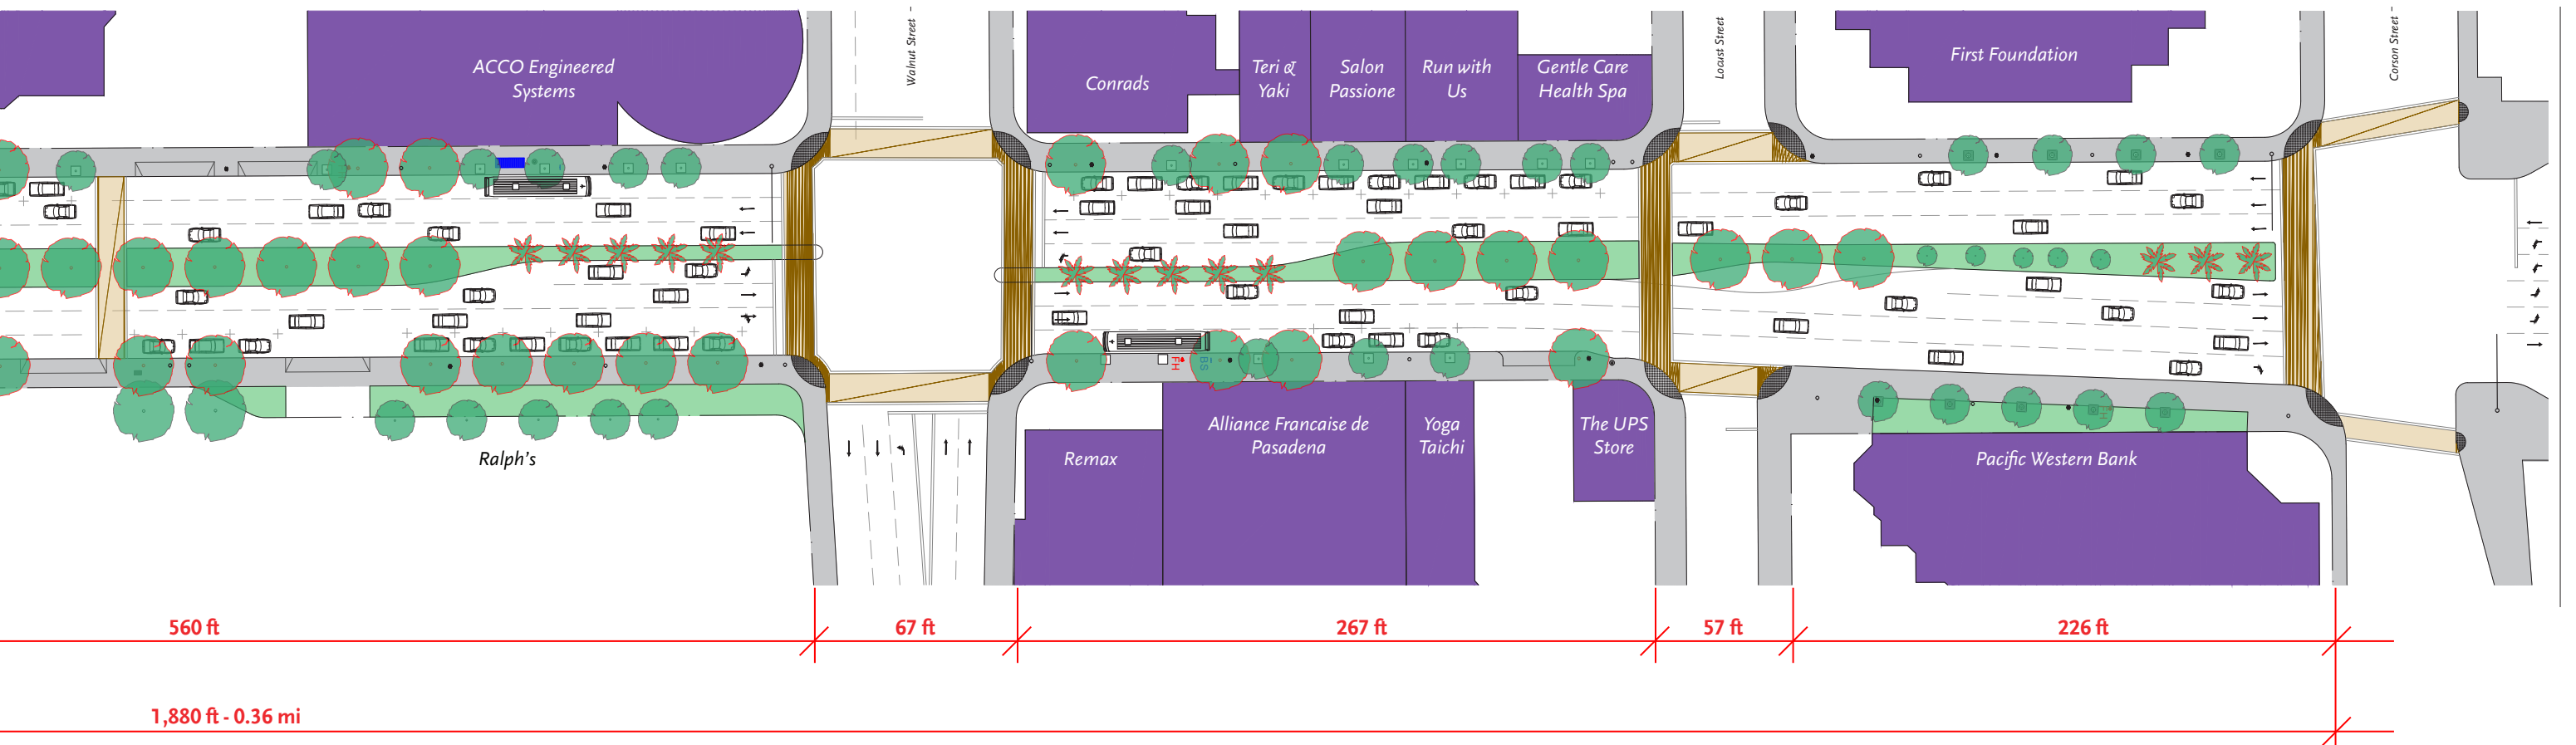 ACCO Engineered
Systems
Walnut Street -
Conrads
Teri &
Yaki
Salon
Passione
Run with
Us
Gentle Care
Health Spa
Locust Street
First Foundation
Corson Street -
Ralph's
FH
BS
Remax
Alliance Francaise de
Pasadena
Yoga
Taichi
The UPS
Store
Pacific Western Bank
560 ft
67 ft
267 ft
57 ft
226 ft
1,880 ft - 0.36 mi